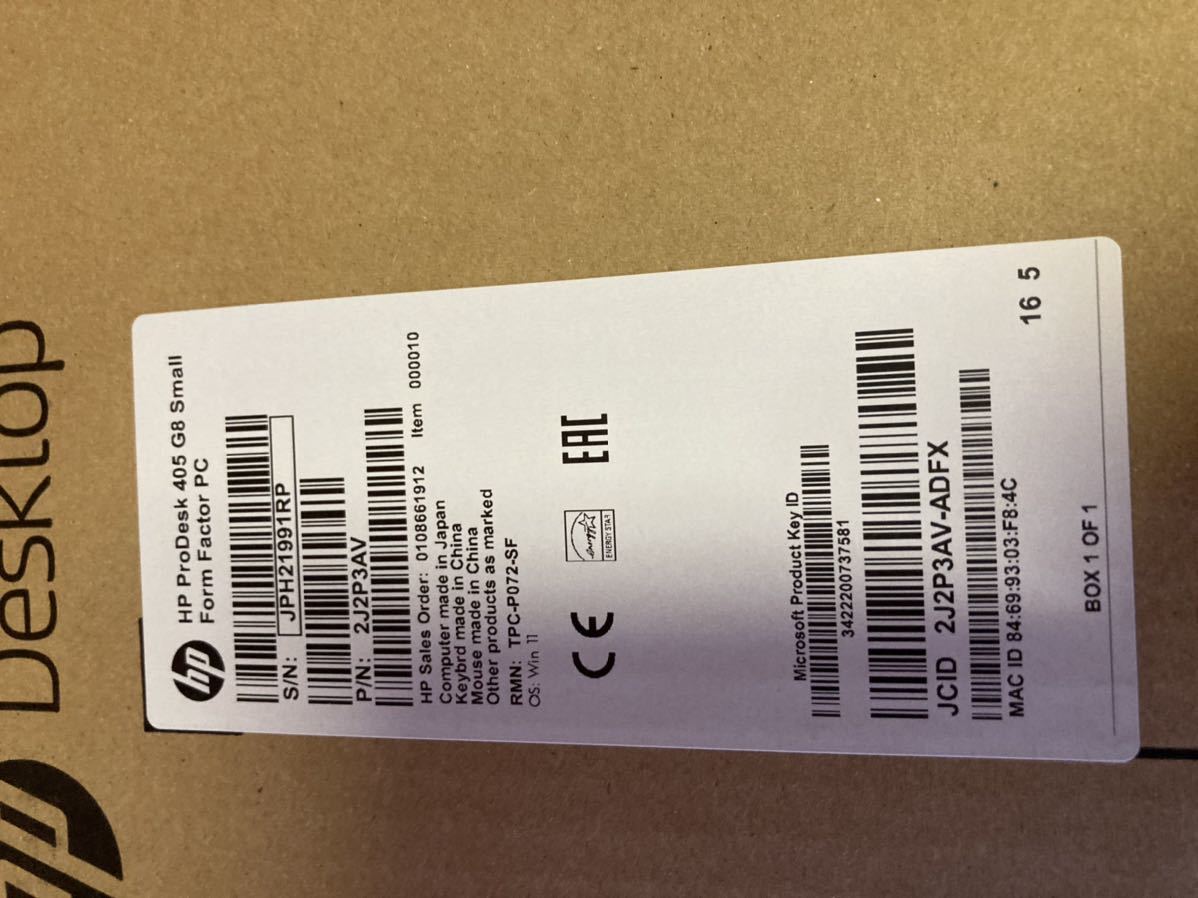 Desktop
hp
HP ProDesk 405 G8 Small
Form Factor PC
S/N: JPH21991RP
P/N: 2J2P3AV
HP Sales Order: 0108661912 Item 000010
Computer made in Japan
Keybrd made in China
Mouse made in China
Other products as marked
RMN: TPC-P072-SF
OS: Win 11
CE
ENERGY STAR
EAC
Microsoft Product Key ID
3422200737581
JCID 2J2P3AV-ADFX
MAC ID 84:69:93:03:F8:4C
16 5
BOX 1 OF 1